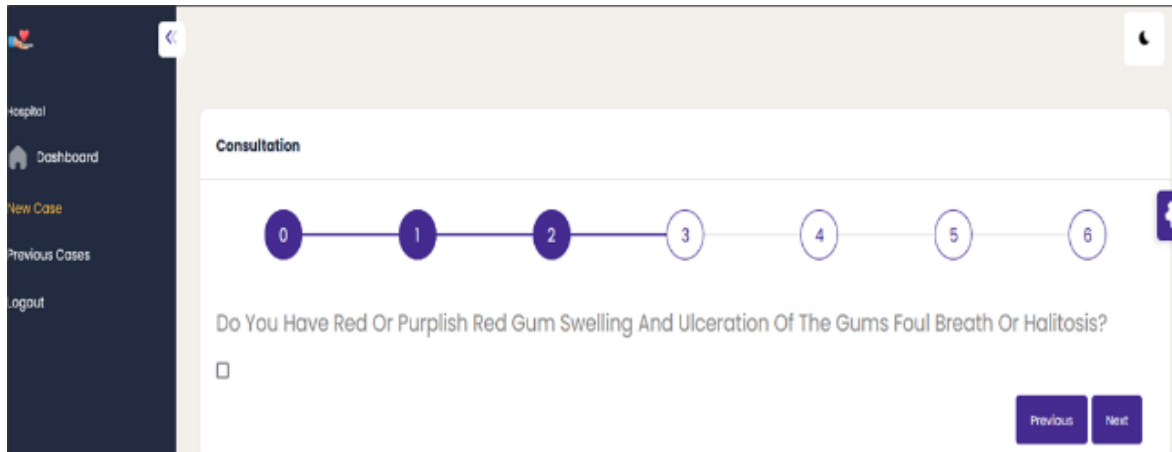 Hospital
Dashboard
New Case
Previous Cases
Logout
Consultation
0 1 2 3 4 5 6
Do You Have Red Or Purplish Red Gum Swelling And Ulceration Of The Gums Foul Breath Or Halitosis?
Previous Next